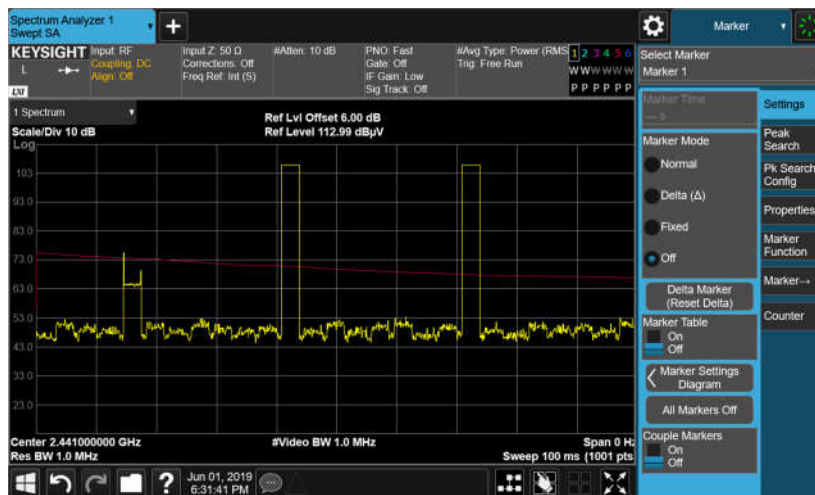 Spectrum Analyzer 1
Swept SA
+
Marker
KEYSIGHT
L
LXI
Input: RF
Coupling: DC
Align: Off
Input Z: 50 Ω
Corrections: Off
Freq Ref: Int (S)
#Atten: 10 dB
PNO: Fast
Gate: Off
IF Gain: Low
Sig Track: Off
#Avg Type: Power (RMS
Trig: Free Run
1 2 3 4 5 6
W W W W W W
P P P P P P
Select Marker
Marker 1
1 Spectrum
Scale/Div 10 dB
Log
Ref Lvl Offset 6.00 dB
Ref Level 112.99 dBµV
103
93.0
83.0
73.0
63.0
53.0
43.0
33.0
23.0
Center 2.441000000 GHz
Res BW 1.0 MHz
#Video BW 1.0 MHz
Span 0 Hz
Sweep 100 ms (1001 pts
Marker Time
--- s
Marker Mode
Normal
Delta (Δ)
Fixed
Off
Delta Marker
(Reset Delta)
Marker Table
On
Off
Marker Settings
Diagram
All Markers Off
Couple Markers
On
Off
Settings
Peak
Search
Pk Search
Config
Properties
Marker
Function
Marker→
Counter
?
Jun 01, 2019
6:31:41 PM